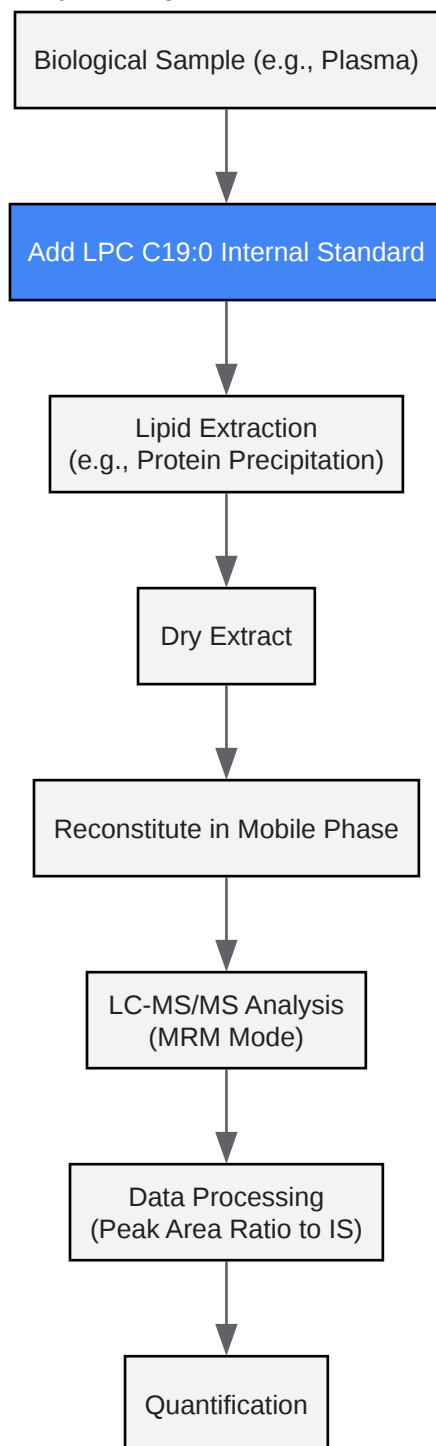 Biological Sample (e.g., Plasma)
Add LPC C19:0 Internal Standard
Lipid Extraction
(e.g., Protein Precipitation)
Dry Extract
Reconstitute in Mobile Phase
LC-MS/MS Analysis
(MRM Mode)
Data Processing
(Peak Area Ratio to IS)
Quantification